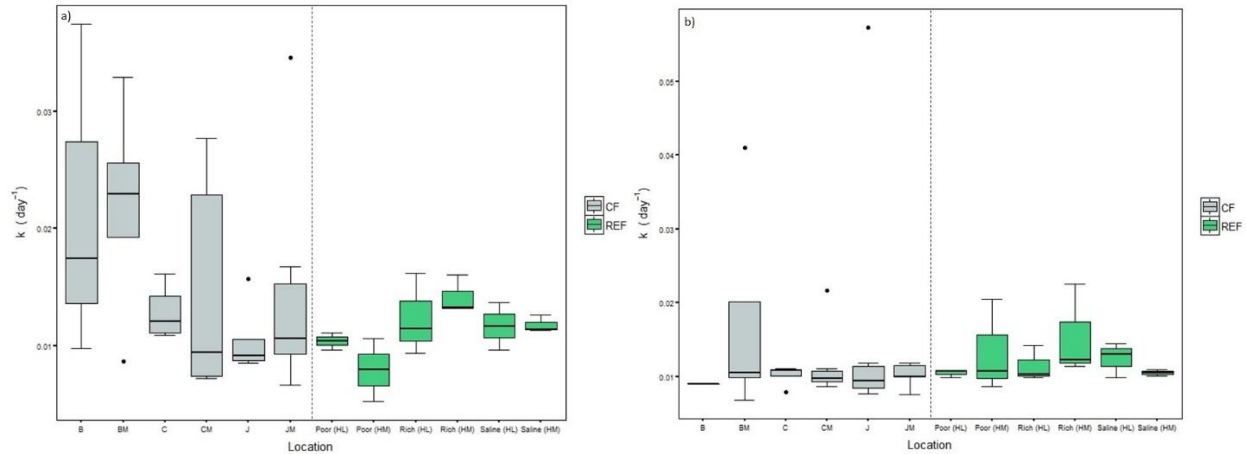 a)
0.03
0.02
0.01
k ( day⁻¹)
B BM C CM J JM Poor (HL) Poor (HM) Rich (HL) Rich (HM) Saline (HL) Saline (HM)
Location
CF
REF
b)
0.05
0.04
0.03
0.02
0.01
k ( day⁻¹)
B BM C CM J JM Poor (HL) Poor (HM) Rich (HL) Rich (HM) Saline (HL) Saline (HM)
Location
CF
REF